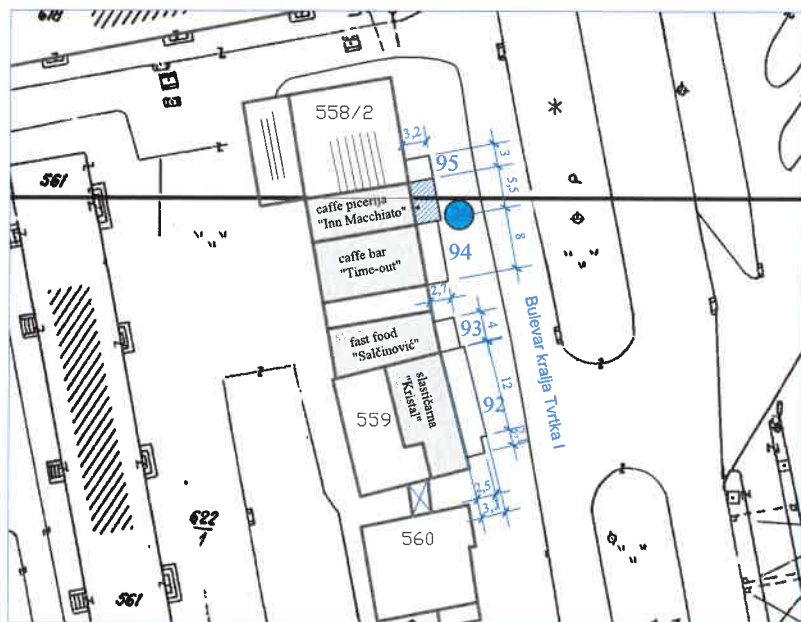 618
558/2
3,2
95
3
5,5
561
caffe picerija
"Inn Macchiato"
caffe bar
"Time-out"
94
8
2,7
93
4
fast food
"Salčinović"
Bulevar kralja Tvrtka I
slastičarna
"Kristal"
92
12
559
2,5
560
622
1
561